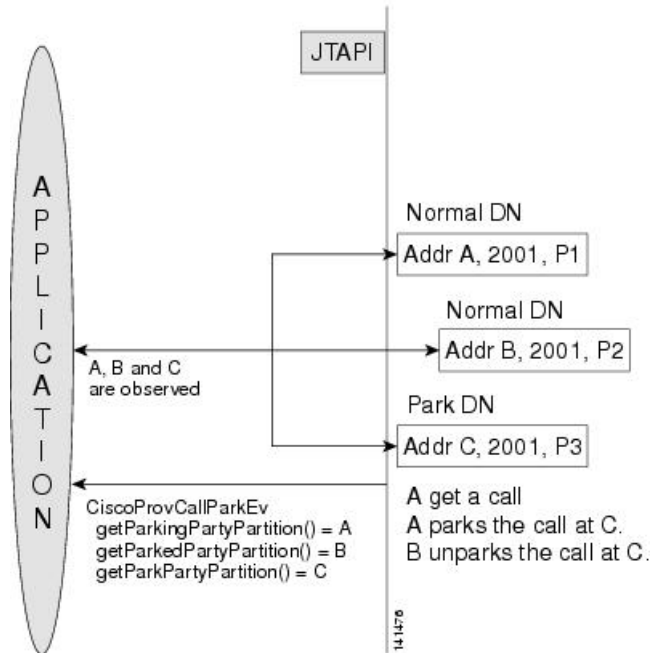 JTAPI
APPLICATION
Normal DN
Addr A, 2001, P1
Normal DN
Addr B, 2001, P2
A, B and C
are observed
Park DN
Addr C, 2001, P3
CiscoProvCallParkEv
getParkingPartyPartition() = A
getParkedPartyPartition() = B
getParkPartyPartition() = C
A get a call
A parks the call at C.
B unparks the call at C.
141476